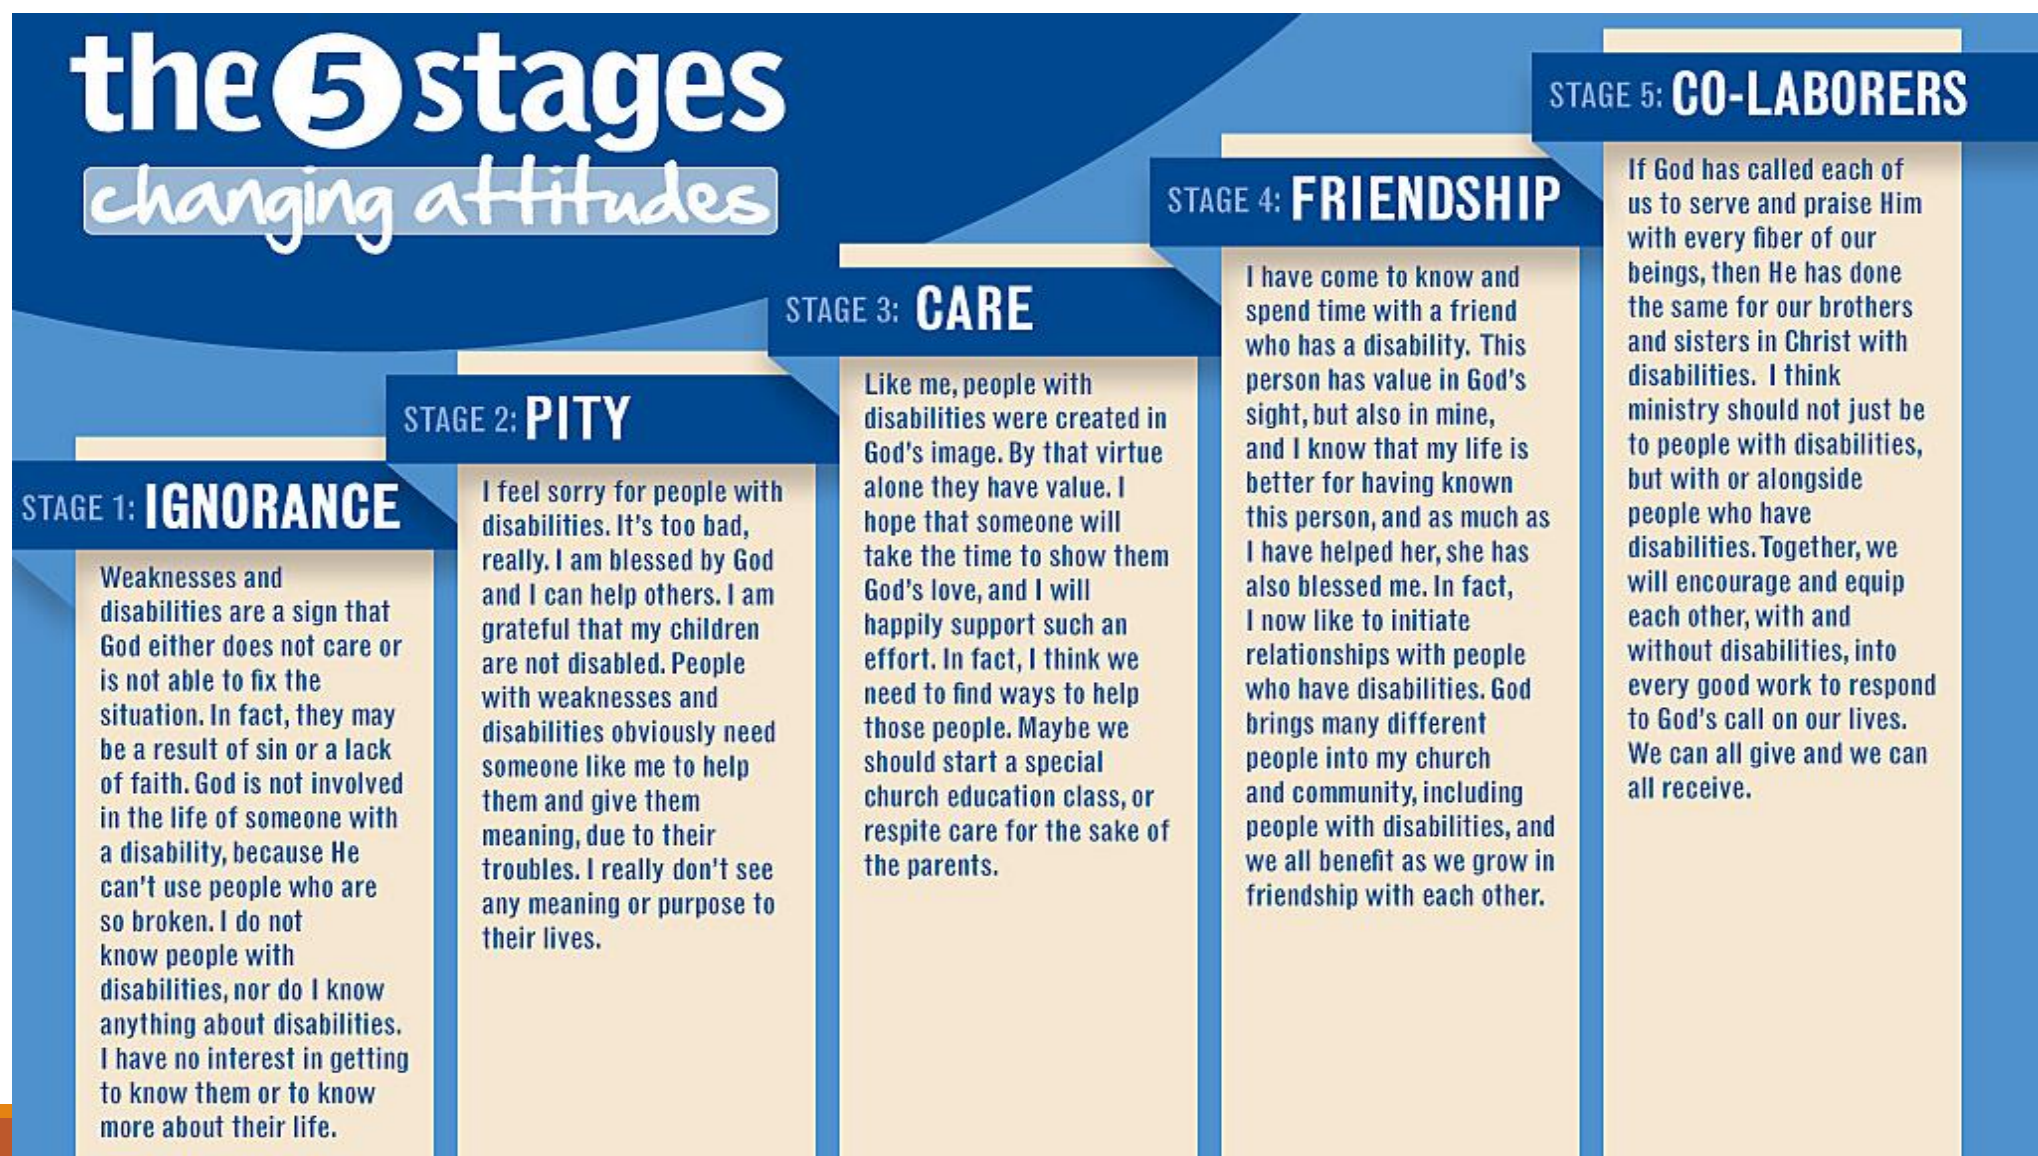 the 5 stages
changing attitudes
STAGE 1: IGNORANCE
Weaknesses and
disabilities are a sign that
God either does not care or
is not able to fix the
situation. In fact, they may
be a result of sin or a lack
of faith. God is not involved
in the life of someone with
a disability, because He
can't use people who are
so broken. I do not
know people with
disabilities, nor do I know
anything about disabilities.
I have no interest in getting
to know them or to know
more about their life.
STAGE 2: PITY
I feel sorry for people with
disabilities. It's too bad,
really. I am blessed by God
and I can help others. I am
grateful that my children
are not disabled. People
with weaknesses and
disabilities obviously need
someone like me to help
them and give them
meaning, due to their
troubles. I really don't see
any meaning or purpose to
their lives.
STAGE 3: CARE
Like me, people with
disabilities were created in
God's image. By that virtue
alone they have value. I
hope that someone will
take the time to show them
God's love, and I will
happily support such an
effort. In fact, I think we
need to find ways to help
those people. Maybe we
should start a special
church education class, or
respite care for the sake of
the parents.
STAGE 4: FRIENDSHIP
I have come to know and
spend time with a friend
who has a disability. This
person has value in God's
sight, but also in mine,
and I know that my life is
better for having known
this person, and as much as
I have helped her, she has
also blessed me. In fact,
I now like to initiate
relationships with people
who have disabilities. God
brings many different
people into my church
and community, including
people with disabilities, and
we all benefit as we grow in
friendship with each other.
STAGE 5: CO-LABORERS
If God has called each of
us to serve and praise Him
with every fiber of our
beings, then He has done
the same for our brothers
and sisters in Christ with
disabilities. I think
ministry should not just be
to people with disabilities,
but with or alongside
people who have
disabilities. Together, we
will encourage and equip
each other, with and
without disabilities, into
every good work to respond
to God's call on our lives.
We can all give and we can
all receive.